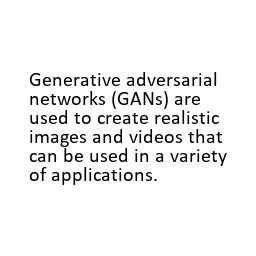 Generative adversarial
networks (GANs) are
used to create realistic
images and videos that
can be used in a variety
of applications.